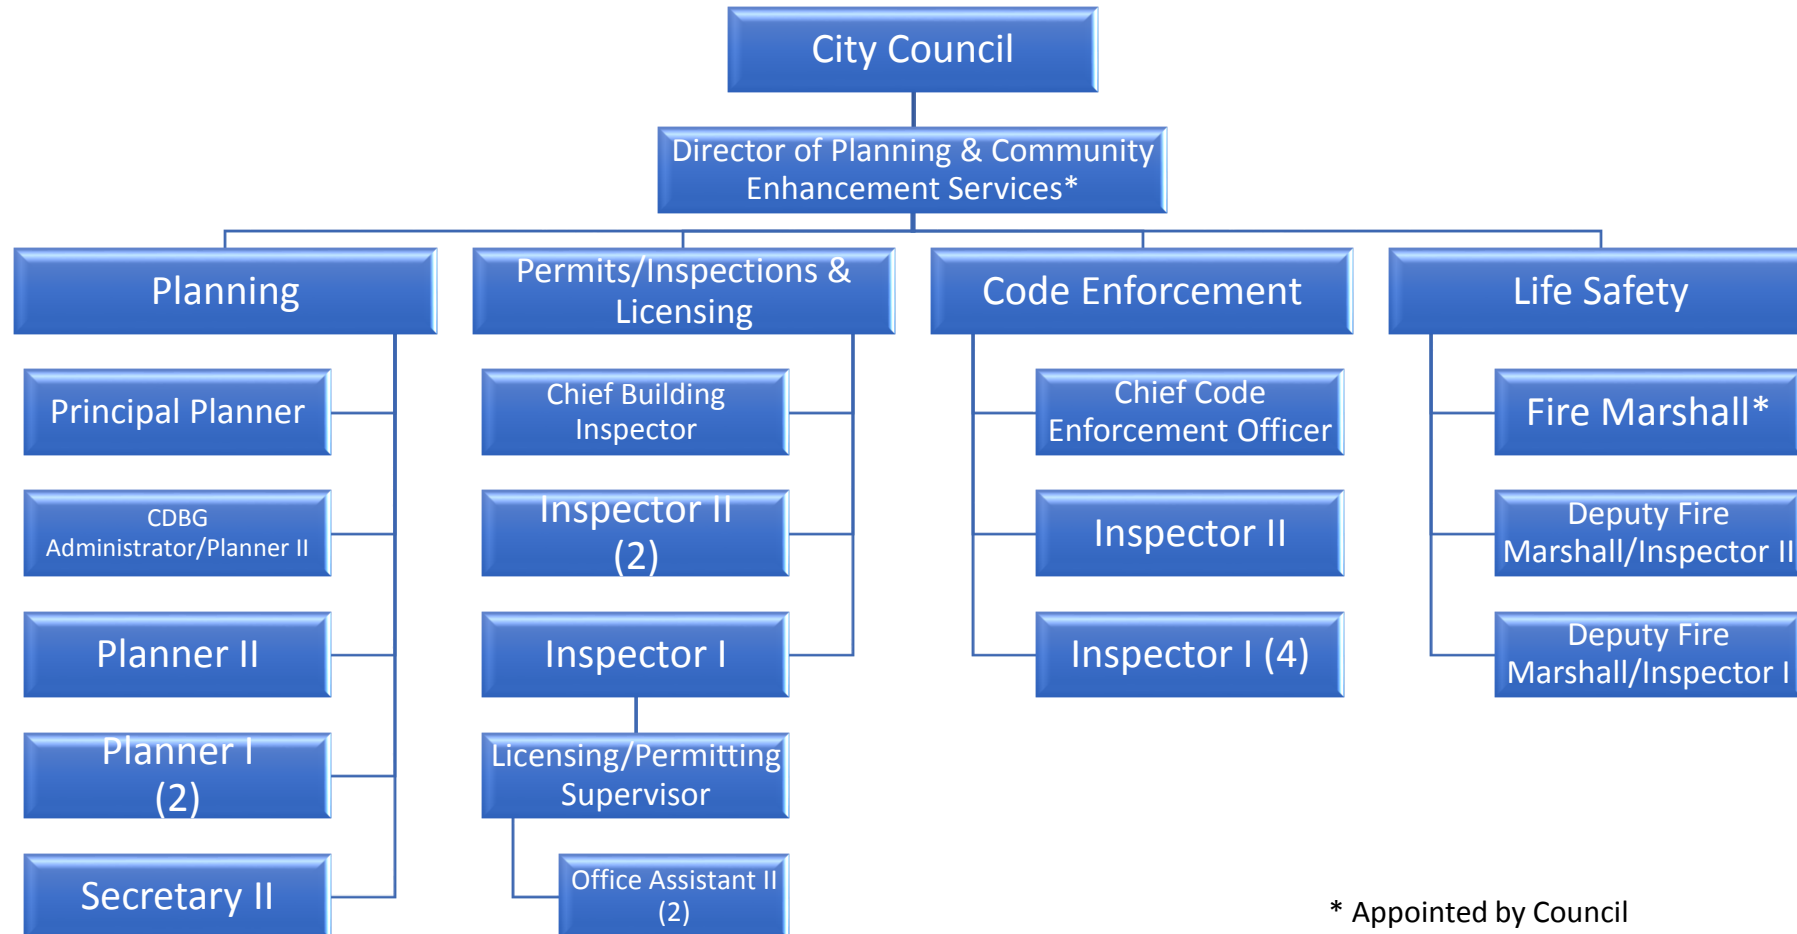 City Council
Director of Planning & Community
Enhancement Services*
Planning
Permits/Inspections &
Licensing
Code Enforcement
Life Safety
Principal Planner
CDBG
Administrator/Planner II
Planner II
Planner I
(2)
Secretary II
Chief Building
Inspector
Inspector II
(2)
Inspector I
Licensing/Permitting
Supervisor
Office Assistant II
(2)
Chief Code
Enforcement Officer
Inspector II
Inspector I (4)
Fire Marshall*
Deputy Fire
Marshall/Inspector II
Deputy Fire
Marshall/Inspector I
* Appointed by Council